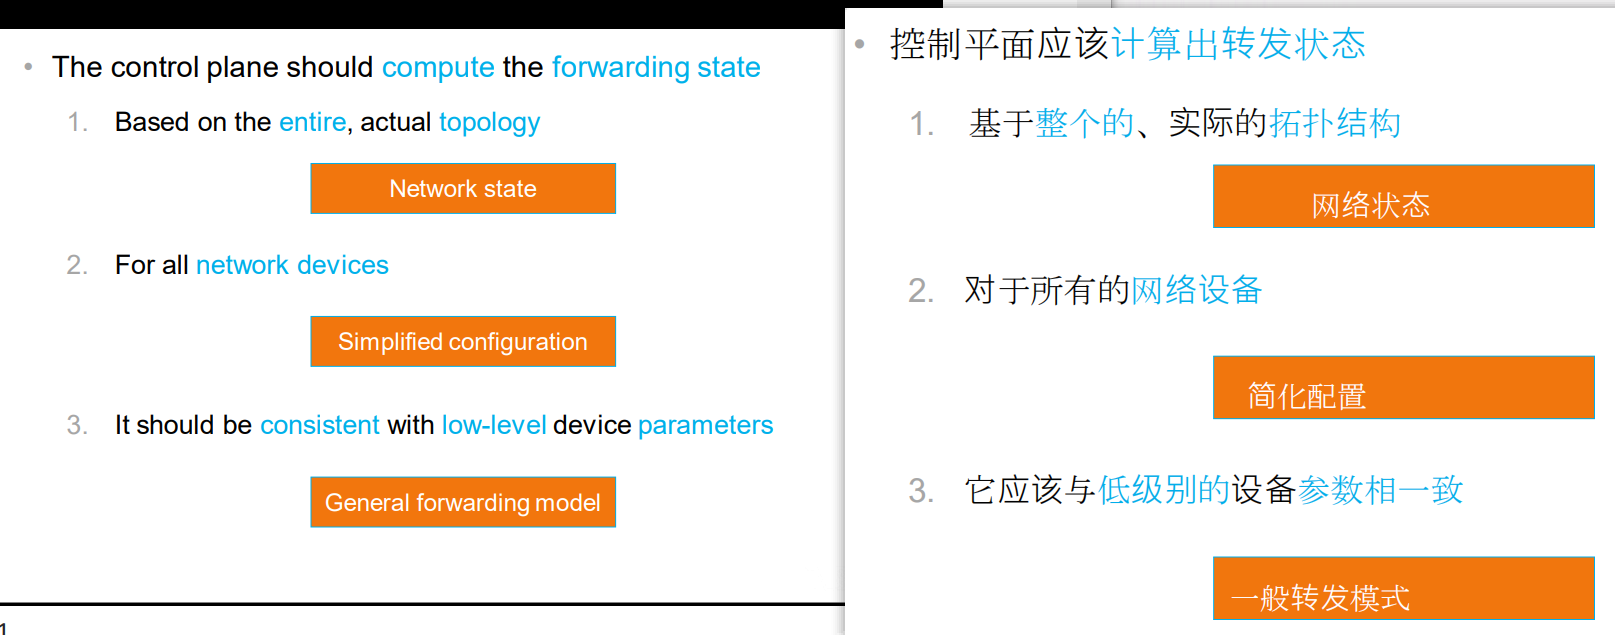 • The control plane should compute the forwarding state
1. Based on the entire, actual topology
Network state
2. For all network devices
Simplified configuration
3. It should be consistent with low-level device parameters
General forwarding model
1
• 控制平面应该计算出转发状态
1. 基于整个的、实际的拓扑结构
网络状态
2. 对于所有的网络设备
简化配置
3. 它应该与低级别的设备参数相一致
一般转发模式